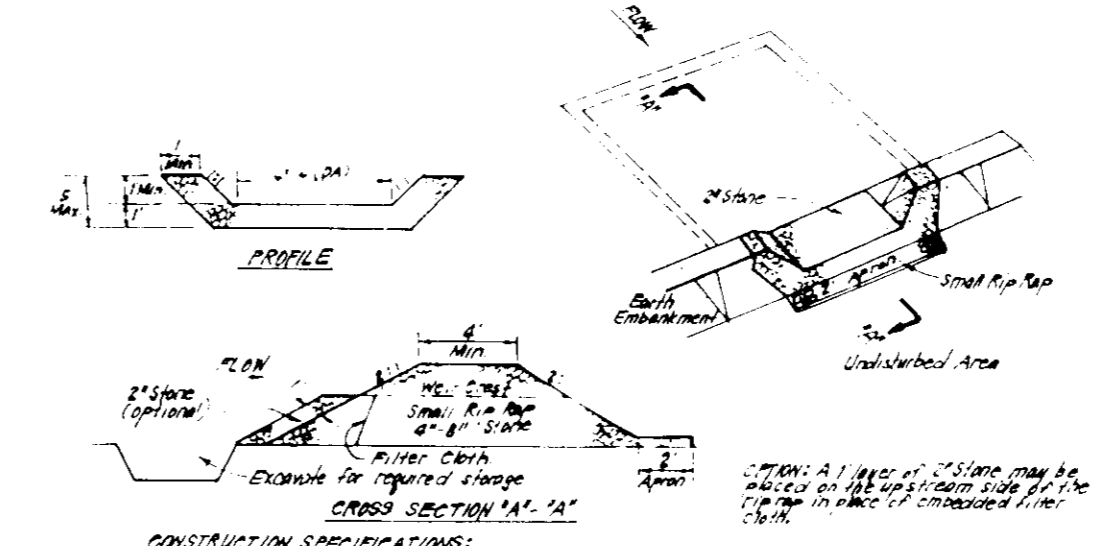 FLOW
"A"
1'
Min.
5'
MAX.
1' Min.
1'
(DA)
PROFILE
2" Stone
Apron
Small Rip Rap
Earth
Embankment
"A"
Undisturbed Area
FLOW
4'
Min.
2" Stone
(optional)
Weir Crest
Small Rip Rap
4"-8" Stone
Filter Cloth
Excavate for required storage
2'
Apron
CROSS SECTION "A"-"A"
OPTION: A 1' layer of 2" Stone may be
placed on the upstream side of the
riprap in place of embedded filter
cloth.
CONSTRUCTION SPECIFICATIONS: